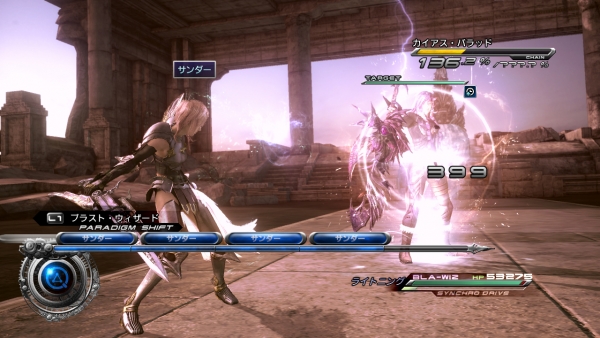 カイアス・バラッド
136.2%
CHAIN
サンダー
TARGET
399
L1 ブラスト・ウィザード
PARADIGM SHIFT
サンダー サンダー サンダー サンダー
ライトニング BLA-WIZ HP 53279
SYNCHRO DRIVE